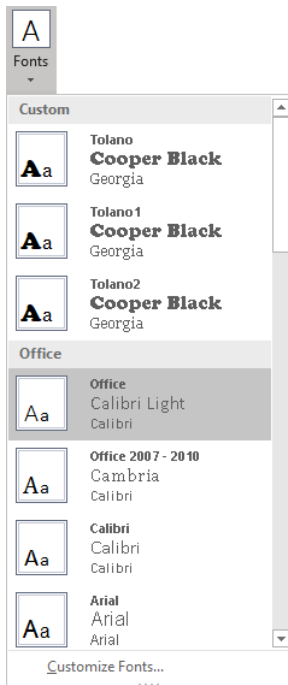 A
Fonts
Custom
Aa
Tolano
Cooper Black
Georgia
Aa
Tolano1
Cooper Black
Georgia
Aa
Tolano2
Cooper Black
Georgia
Office
Aa
Office
Calibri Light
Calibri
Aa
Office 2007 - 2010
Cambria
Calibri
Aa
Calibri
Calibri
Calibri
Aa
Arial
Arial
Arial
Customize Fonts...